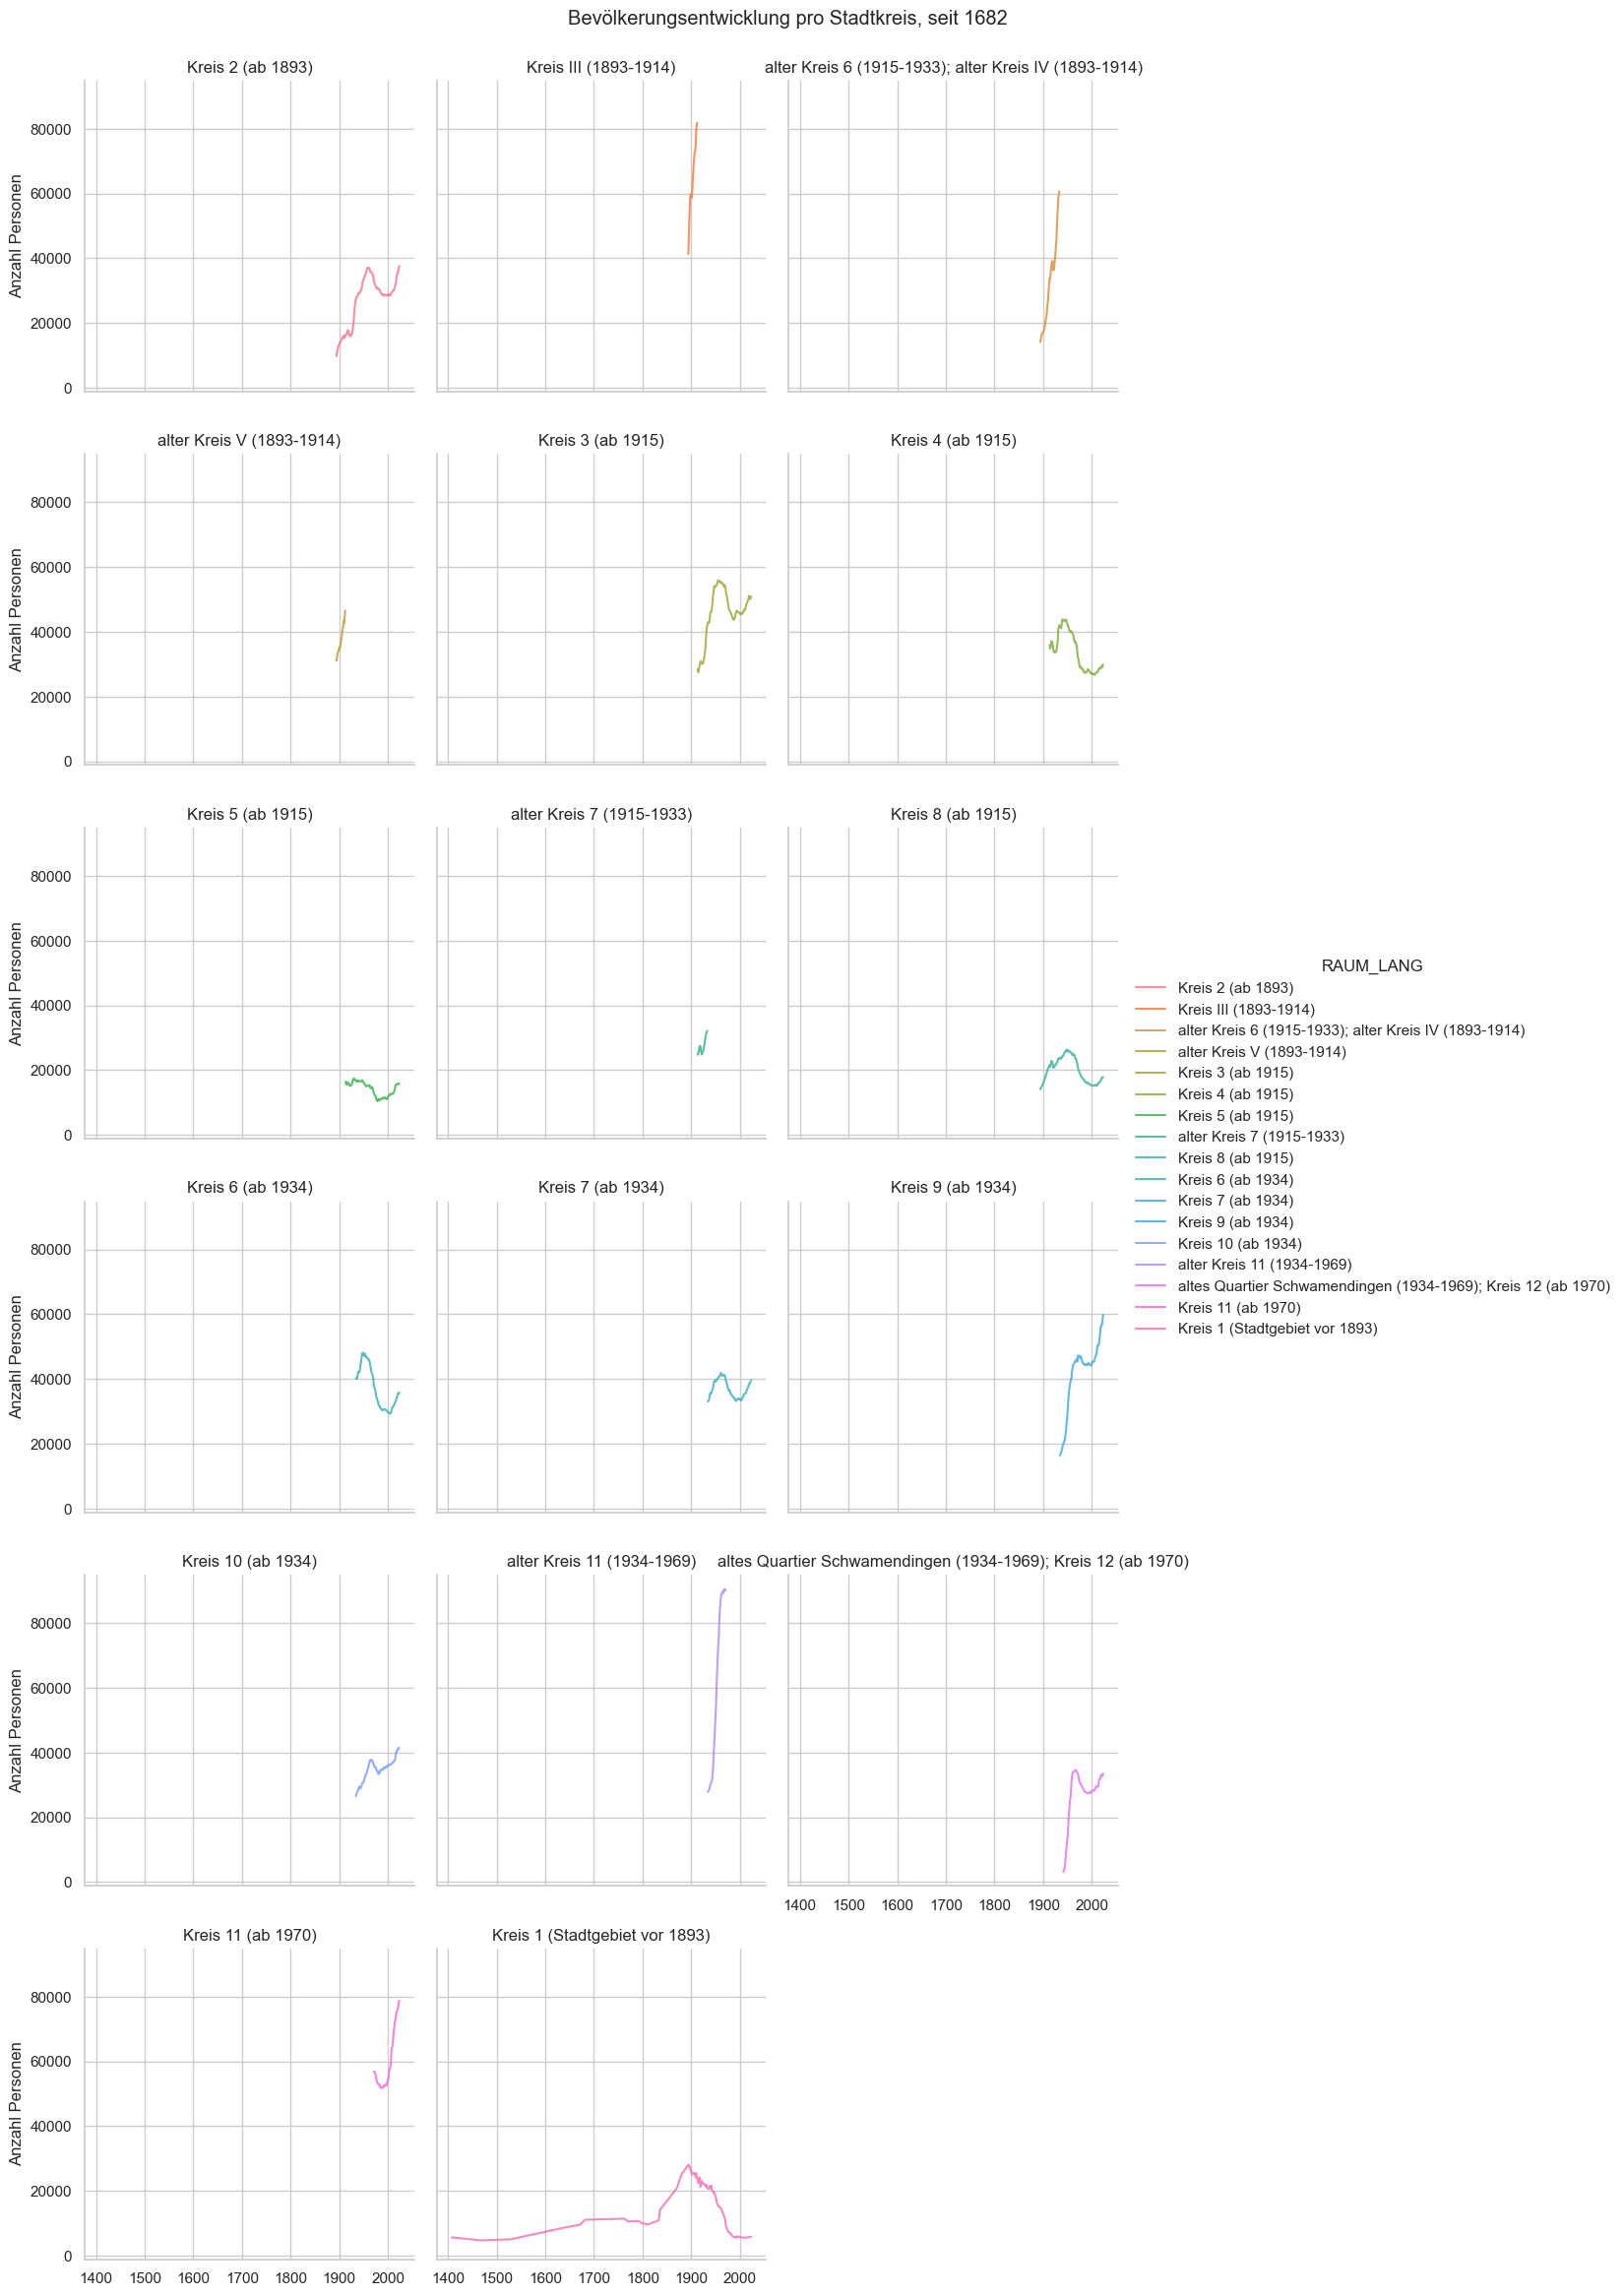 Bevölkerungsentwicklung pro Stadtkreis, seit 1682
Kreis 2 (ab 1893)
Kreis III (1893-1914)
alter Kreis 6 (1915-1933); alter Kreis IV (1893-1914)
Anzahl Personen
80000
60000
40000
20000
0
alter Kreis V (1893-1914)
Kreis 3 (ab 1915)
Kreis 4 (ab 1915)
Anzahl Personen
80000
60000
40000
20000
0
Kreis 5 (ab 1915)
alter Kreis 7 (1915-1933)
Kreis 8 (ab 1915)
Anzahl Personen
80000
60000
40000
20000
0
Kreis 6 (ab 1934)
Kreis 7 (ab 1934)
Kreis 9 (ab 1934)
Anzahl Personen
80000
60000
40000
20000
0
Kreis 10 (ab 1934)
alter Kreis 11 (1934-1969)
altes Quartier Schwamendingen (1934-1969); Kreis 12 (ab 1970)
Anzahl Personen
80000
60000
40000
20000
0
1400 1500 1600 1700 1800 1900 2000
Kreis 11 (ab 1970)
Kreis 1 (Stadtgebiet vor 1893)
Anzahl Personen
80000
60000
40000
20000
0
1400 1500 1600 1700 1800 1900 2000
1400 1500 1600 1700 1800 1900 2000
RAUM_LANG
Kreis 2 (ab 1893)
Kreis III (1893-1914)
alter Kreis 6 (1915-1933); alter Kreis IV (1893-1914)
alter Kreis V (1893-1914)
Kreis 3 (ab 1915)
Kreis 4 (ab 1915)
Kreis 5 (ab 1915)
alter Kreis 7 (1915-1933)
Kreis 8 (ab 1915)
Kreis 6 (ab 1934)
Kreis 7 (ab 1934)
Kreis 9 (ab 1934)
Kreis 10 (ab 1934)
alter Kreis 11 (1934-1969)
altes Quartier Schwamendingen (1934-1969); Kreis 12 (ab 1970)
Kreis 11 (ab 1970)
Kreis 1 (Stadtgebiet vor 1893)